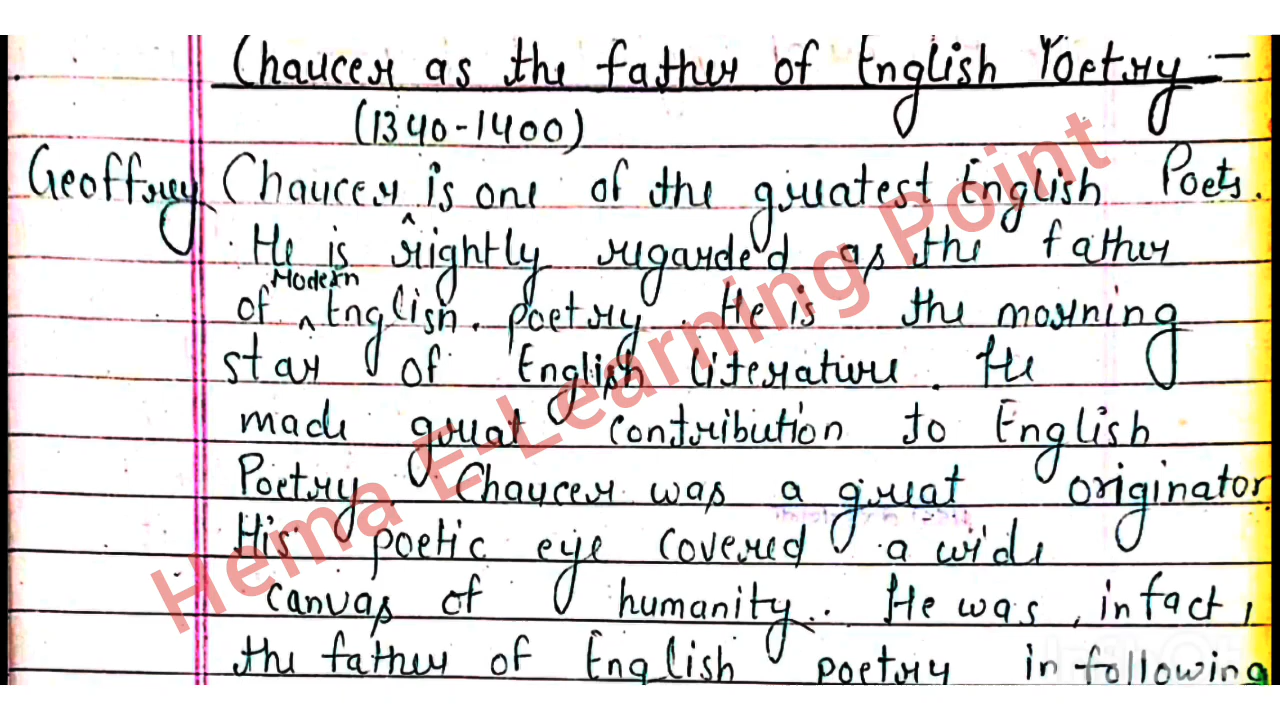 Chaucer as the father of English Poetry -
(1340-1400)
Geoffrey Chaucer is one of the greatest English Poets.
He is rightly regarded as the father
of ^ Modern English. poetry. He is the morning
star of English literature. He
made great contribution to English
Poetry. Chaucer was a great originator
His poetic eye covered a wide
canvas of humanity. He was, in fact,
the father of English poetry in following
Hema E-Learning Point